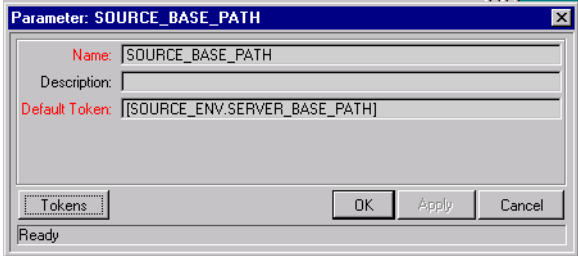 Parameter: SOURCE_BASE_PATH
Name: SOURCE_BASE_PATH
Description:
Default Token: [[SOURCE_ENV.SERVER_BASE_PATH]
Tokens OK Apply Cancel
Ready